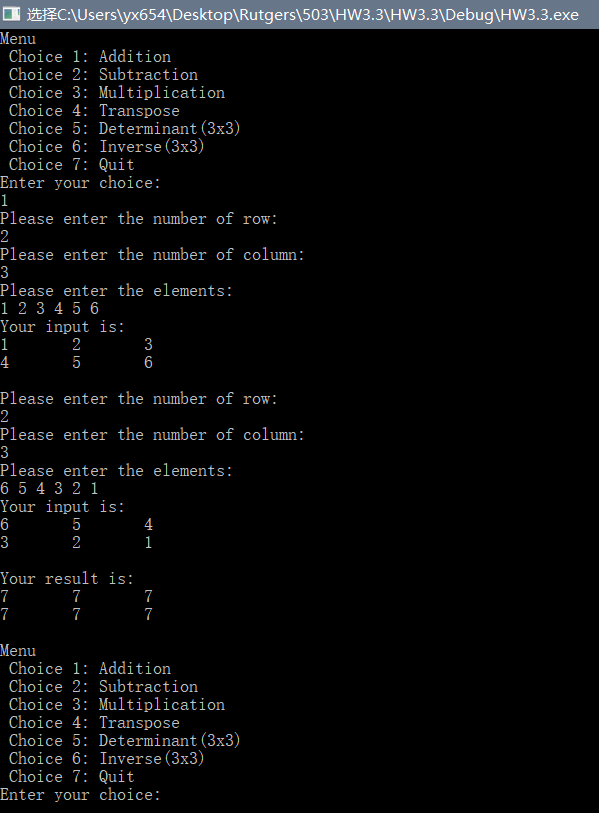 选择C:\Users\yx654\Desktop\Rutgers\503\HW3.3\HW3.3\Debug\HW3.3.exe
Menu
 Choice 1: Addition
 Choice 2: Subtraction
 Choice 3: Multiplication
 Choice 4: Transpose
 Choice 5: Determinant(3x3)
 Choice 6: Inverse(3x3)
 Choice 7: Quit
Enter your choice:
1
Please enter the number of row:
2
Please enter the number of column:
3
Please enter the elements:
1 2 3 4 5 6
Your input is:
1       2       3
4       5       6

Please enter the number of row:
2
Please enter the number of column:
3
Please enter the elements:
6 5 4 3 2 1
Your input is:
6       5       4
3       2       1

Your result is:
7       7       7
7       7       7

Menu
 Choice 1: Addition
 Choice 2: Subtraction
 Choice 3: Multiplication
 Choice 4: Transpose
 Choice 5: Determinant(3x3)
 Choice 6: Inverse(3x3)
 Choice 7: Quit
Enter your choice: